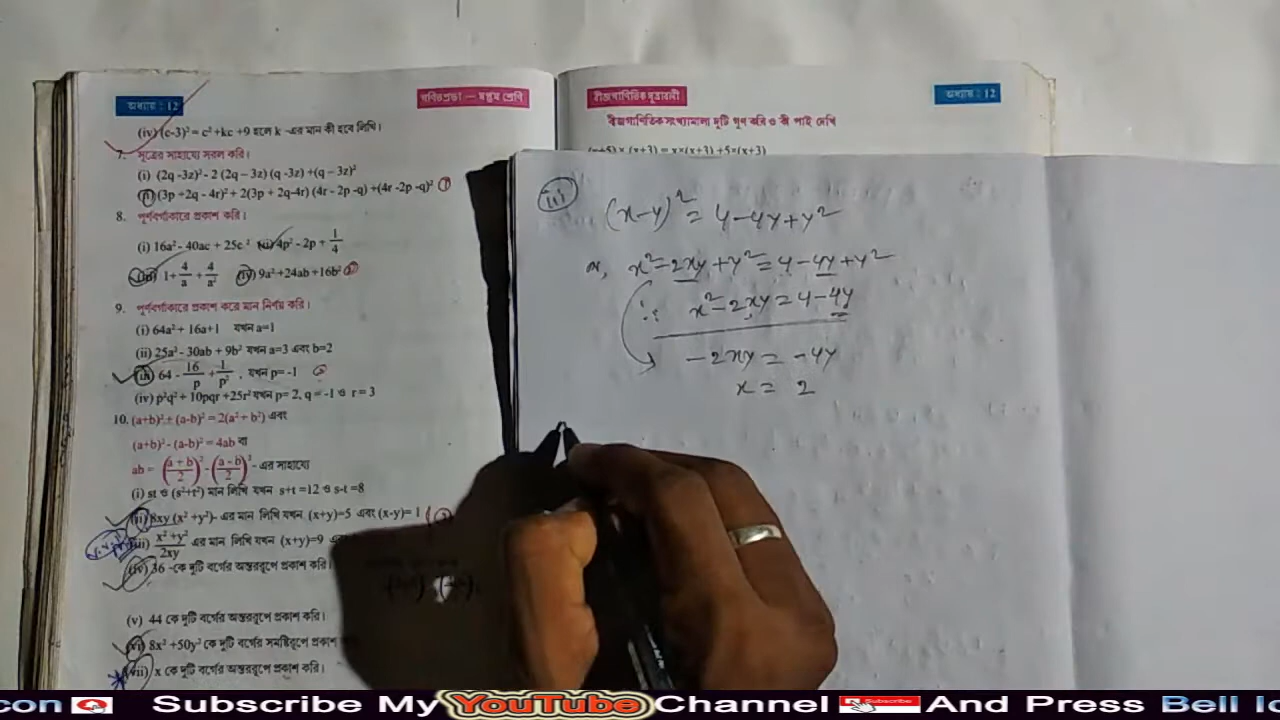 অধ্যায় : 12
গণিতপ্রভা — সপ্তম শ্রেণি
(iv) (c-3)² = c² + kc + 9 হলে k -এর মান কী হবে লিখি।
7. সূত্রের সাহায্যে সরল করি।
(i) (2q -3z)² - 2 (2q – 3z) (q -3z) + (q – 3z)²
(ii) (3p + 2q – 4r)² + 2(3p + 2q-4r) (4r - 2p -q) + (4r -2p-q)²
8. পূর্ণবর্গাকারে প্রকাশ করি।
(i) 16a² - 40ac + 25c² (ii) 4p² - 2p + 1/4
(iii) 1 + 4/a + 4/a² (iv) 9a² + 24ab + 16b²
9. পূর্ণবর্গাকারে প্রকাশ করে মান নির্ণয় করি।
(i) 64a² + 16a + 1 যখন a=1
(ii) 25a² - 30ab + 9b² যখন a=3 এবং b=2
(iii) 64 - 16/p + 1/p² , যখন p= -1
(iv) p²q² + 10pqr + 25r² যখন p= 2, q = -1 ও r = 3
10. (a+b)² + (a-b)² = 2(a² + b²) এবং
(a+b)² - (a-b)² = 4ab বা
ab = (a + b/2)² - (a – b/2)² - এর সাহায্যে
(i) st ও (s² + t²) মান লিখি যখন s+t =12 ও s-t =8
(ii) 8xy (x² + y²)- এর মান লিখি যখন (x+y)=5 এবং (x-y)= 1
(iii) x² + y²/2xy এর মান লিখি যখন (x+y)=9
(iv) 36 -কে দুটি বর্গের অন্তররূপে প্রকাশ করি।
(v) 44 কে দুটি বর্গের অন্তররূপে প্রকাশ করি।
(vi) 8x² + 50y² কে দুটি বর্গের সমষ্টিরূপে প্রকাশ
(vii) x কে দুটি বর্গের অন্তররূপে প্রকাশ করি।
বীজগাণিতিক সূত্রাবলী
অধ্যায় : 12
বীজগাণিতিক সংখ্যামালা দুটি গুণ করি ও কী পাই দেখি
(x+5) × (x+3) = x×(x+3) + 5×(x+3)
iii
(x-y)² = 4-4y+y²
x²-2xy+y² = 4-4y+y²
∴ x²-2xy = 4-4y
-2xy = -4y
x = 2
con Subscribe My YouTube Channel Subscribe And Press Bell Ic